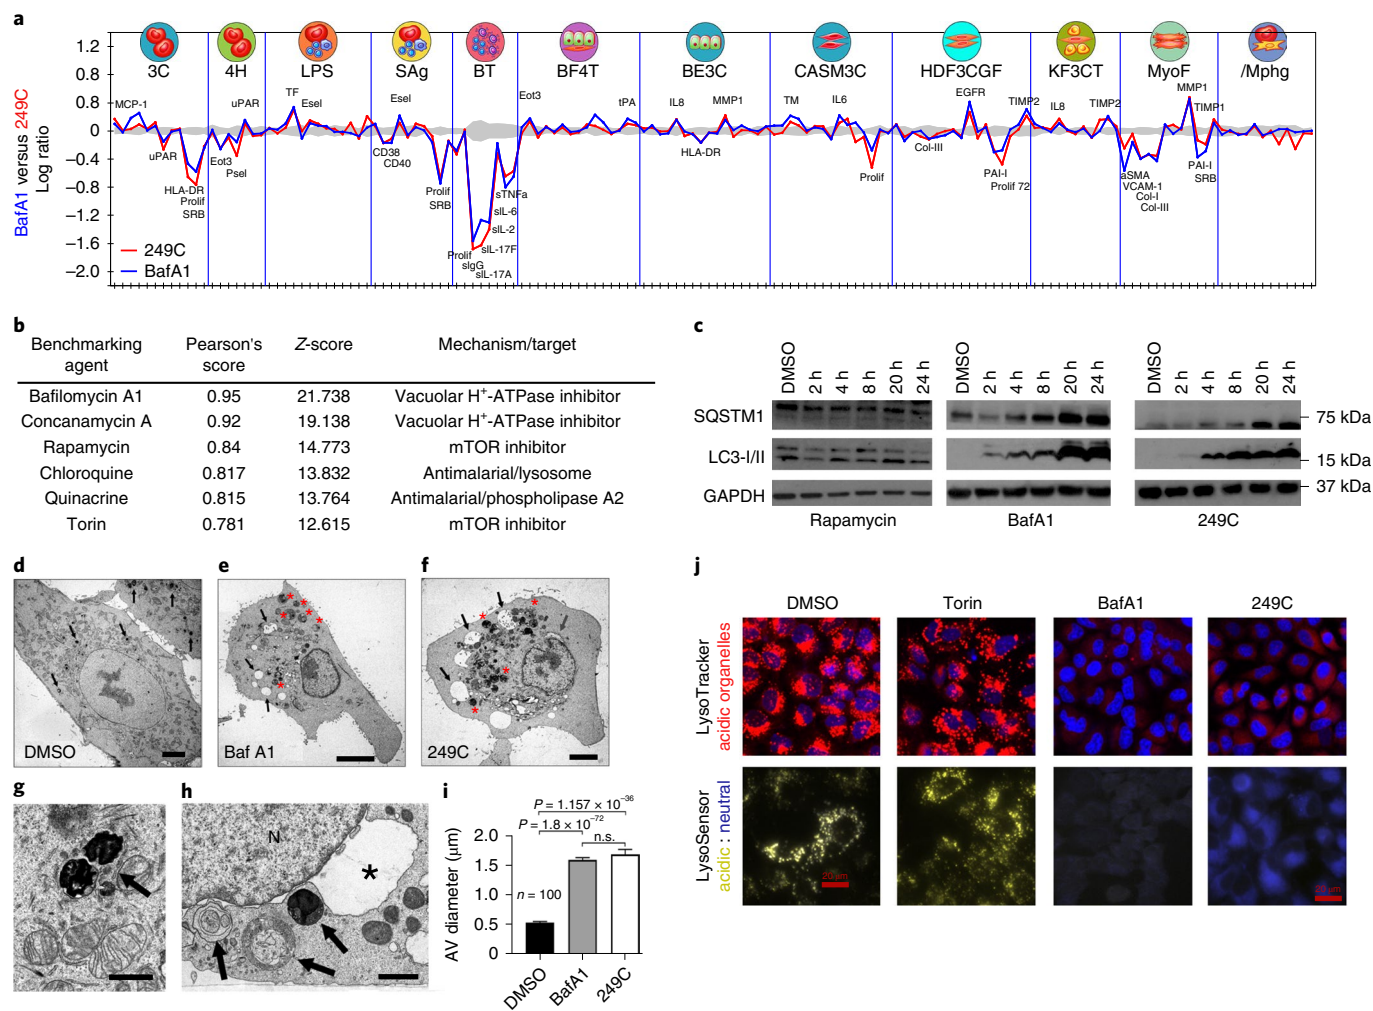 a
1.2
0.8
0.4
0
−0.4
−0.8
−1.2
−1.6
−2.0
BafA1 versus 249C
Log ratio
3C
4H
LPS
SAg
BT
BF4T
BE3C
CASM3C
HDF3CGF
KF3CT
MyoF
/Mphg
MCP-1
uPAR
HLA-DR
Prolif
SRB
uPAR
Eot3
Psel
TF
Esel
Esel
CD38
CD40
Prolif
SRB
Prolif
sIgG
sIL-17A
sIL-17F
sIL-2
sIL-6
sTNFa
Eot3
tPA
IL8
MMP1
HLA-DR
TM
IL6
Prolif
EGFR
Col-III
PAI-I
Prolif 72
TIMP2
IL8
TIMP2
aSMA
VCAM-1
Col-I
Col-III
MMP1
TIMP1
PAI-I
SRB
249C
BafA1
b
Benchmarking agent
Pearson's score
Z-score
Mechanism/target
Bafilomycin A1 0.95 21.738 Vacuolar H+-ATPase inhibitor
Concanamycin A 0.92 19.138 Vacuolar H+-ATPase inhibitor
Rapamycin 0.84 14.773 mTOR inhibitor
Chloroquine 0.817 13.832 Antimalarial/lysosome
Quinacrine 0.815 13.764 Antimalarial/phospholipase A2
Torin 0.781 12.615 mTOR inhibitor
c
DMSO 2 h 4 h 8 h 20 h 24 h
DMSO 2 h 4 h 8 h 20 h 24 h
DMSO 2 h 4 h 8 h 20 h 24 h
SQSTM1
75 kDa
LC3-I/II
15 kDa
GAPDH
37 kDa
Rapamycin BafA1 249C
d
DMSO
e
Baf A1
f
249C
g
h
N
*
i
P = 1.157 × 10−36
P = 1.8 × 10−72
n.s.
n = 100
AV diameter (μm)
2.0
1.5
1.0
0.5
0
DMSO
BafA1
249C
j
DMSO Torin BafA1 249C
LysoTracker
acidic organelles
LysoSensor
acidic : neutral
20 μm
25 μm